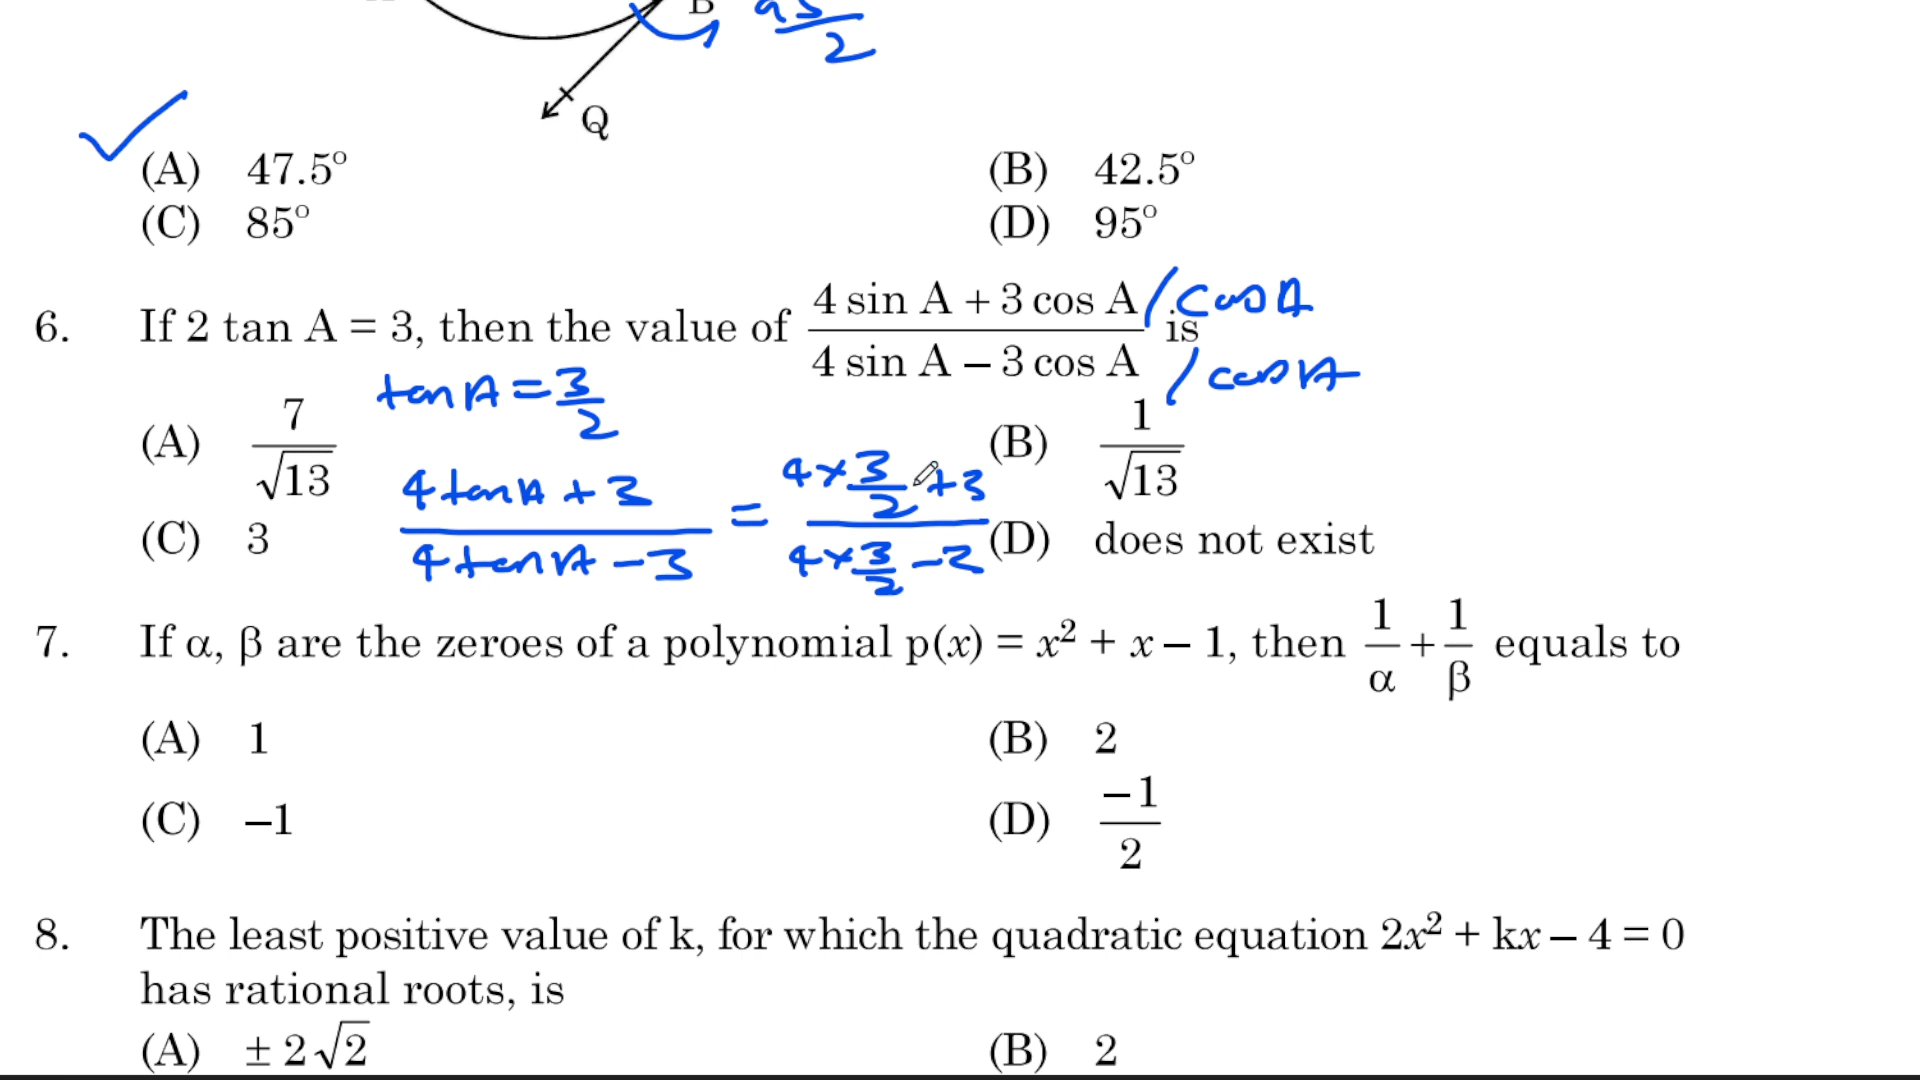 B 95/2
Q
(A) 47.5° (B) 42.5°
(C) 85° (D) 95°
6. If 2 tan A = 3, then the value of (4 sin A + 3 cos A)/(4 sin A – 3 cos A) is
/cos A
/cos A
tan A = 3/2
(A) 7/√13 (B) 1/√13
(4 tan A + 3)/(4 tan A – 3) = (4 × 3/2 + 3)/(4 × 3/2 – 3)
(C) 3 (D) does not exist
7. If α, β are the zeroes of a polynomial p(x) = x² + x – 1, then 1/α + 1/β equals to
(A) 1 (B) 2
(C) –1 (D) –1/2
8. The least positive value of k, for which the quadratic equation 2x² + kx – 4 = 0
has rational roots, is
(A) ± 2√2 (B) 2